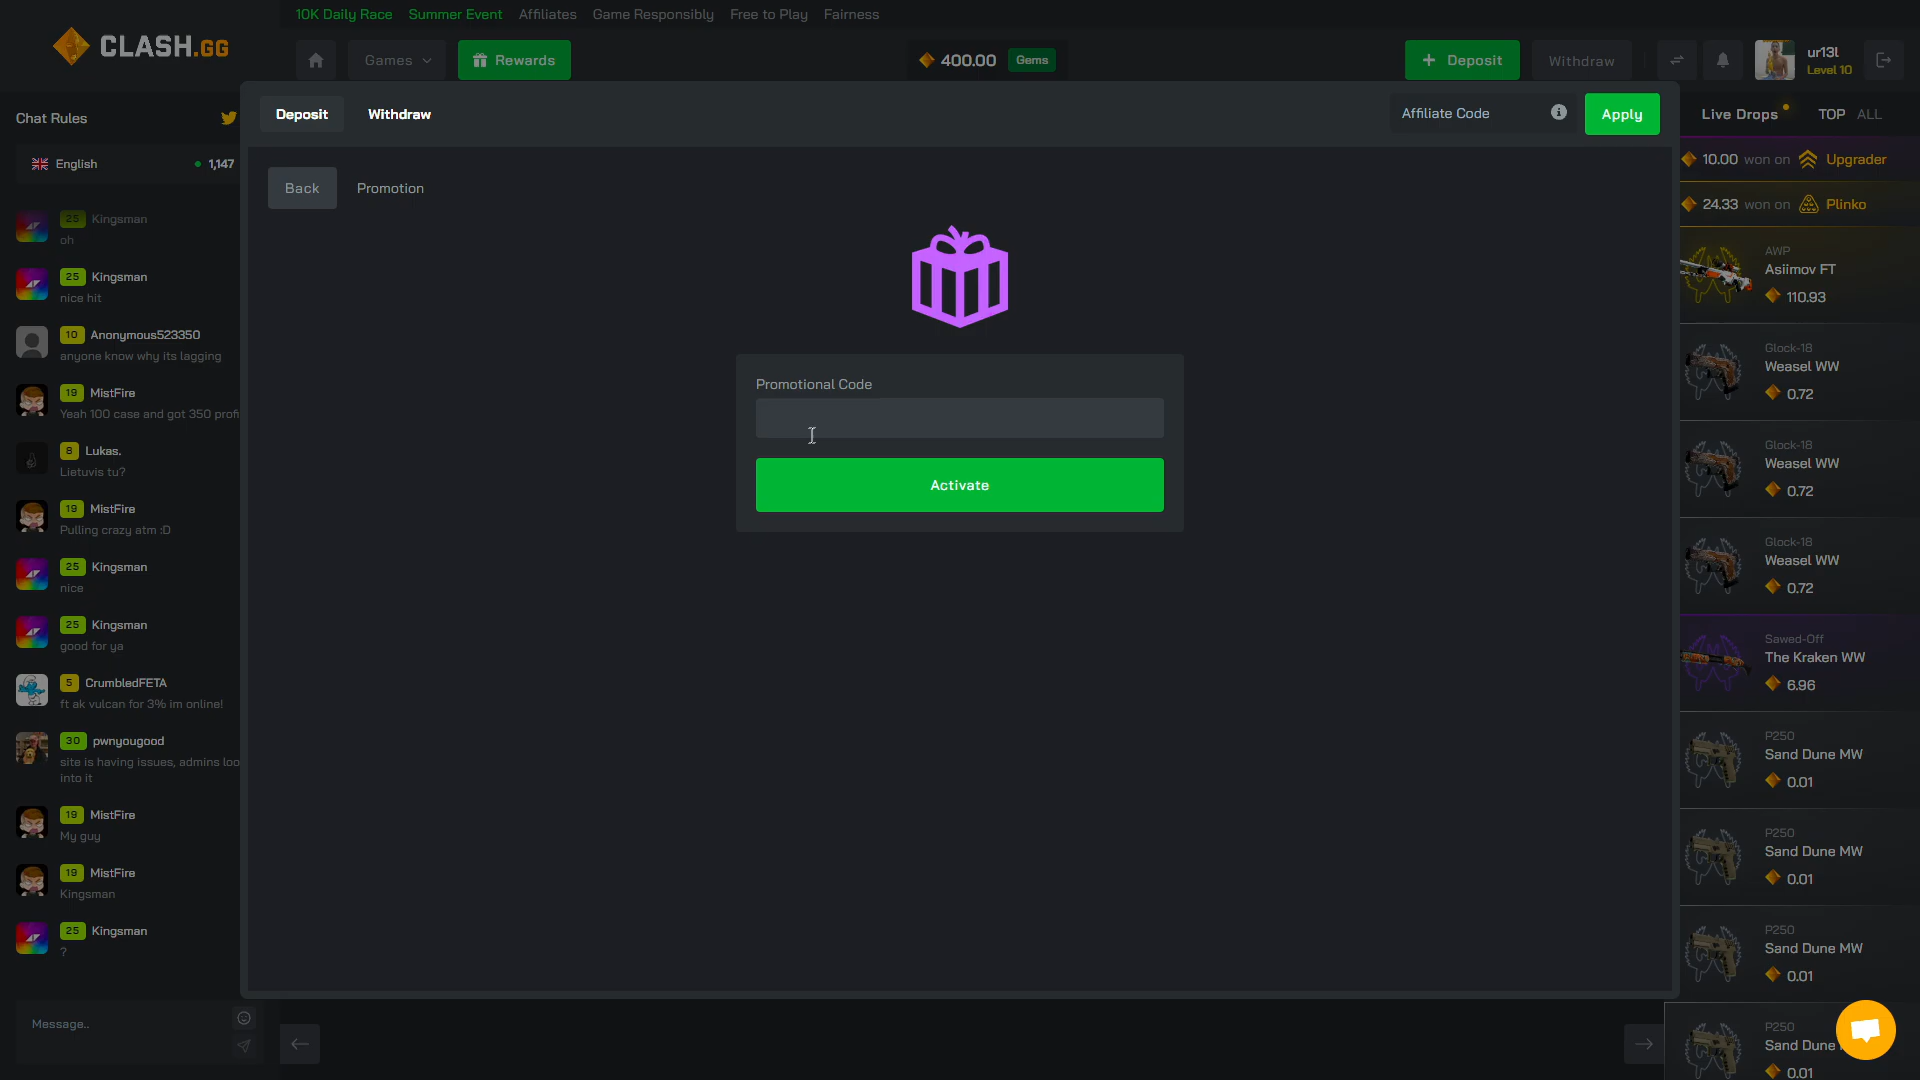 10K Daily Race Summer Event Affiliates Game Responsibly Free to Play Fairness
CLASH.GG
Games
Rewards
400.00 Gems
+ Deposit
Withdraw
ur13l
Level 10
Chat Rules
English
1,147
25 Kingsman
oh
25 Kingsman
nice hit
10 Anonymous523350
anyone know why its lagging
19 MistFire
Yeah 100 case and got 350 profi
8 Lukas.
Lietuvis tu?
19 MistFire
Pulling crazy atm :D
25 Kingsman
nice
25 Kingsman
good for ya
5 CrumbledFETA
ft ak vulcan for 3% im online!
30 pwnyougood
site is having issues, admins loo
into it
19 MistFire
My guy
19 MistFire
Kingsman
25 Kingsman
?
Message..
Deposit Withdraw
Affiliate Code
Apply
Back Promotion
Promotional Code
Activate
Live Drops TOP ALL
10.00 won on Upgrader
24.33 won on Plinko
AWP
Asiimov FT
110.93
Glock-18
Weasel WW
0.72
Glock-18
Weasel WW
0.72
Glock-18
Weasel WW
0.72
Sawed-Off
The Kraken WW
6.96
P250
Sand Dune MW
0.01
P250
Sand Dune MW
0.01
P250
Sand Dune MW
0.01
P250
Sand Dune
0.01